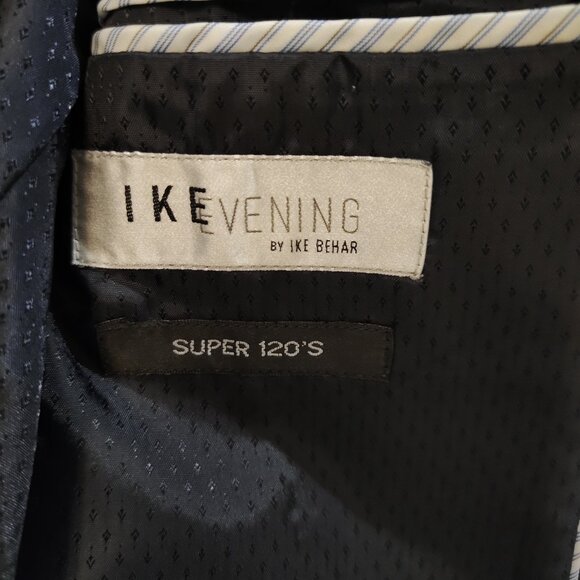 IKE EVENING
BY IKE BEHAR
SUPER 120'S